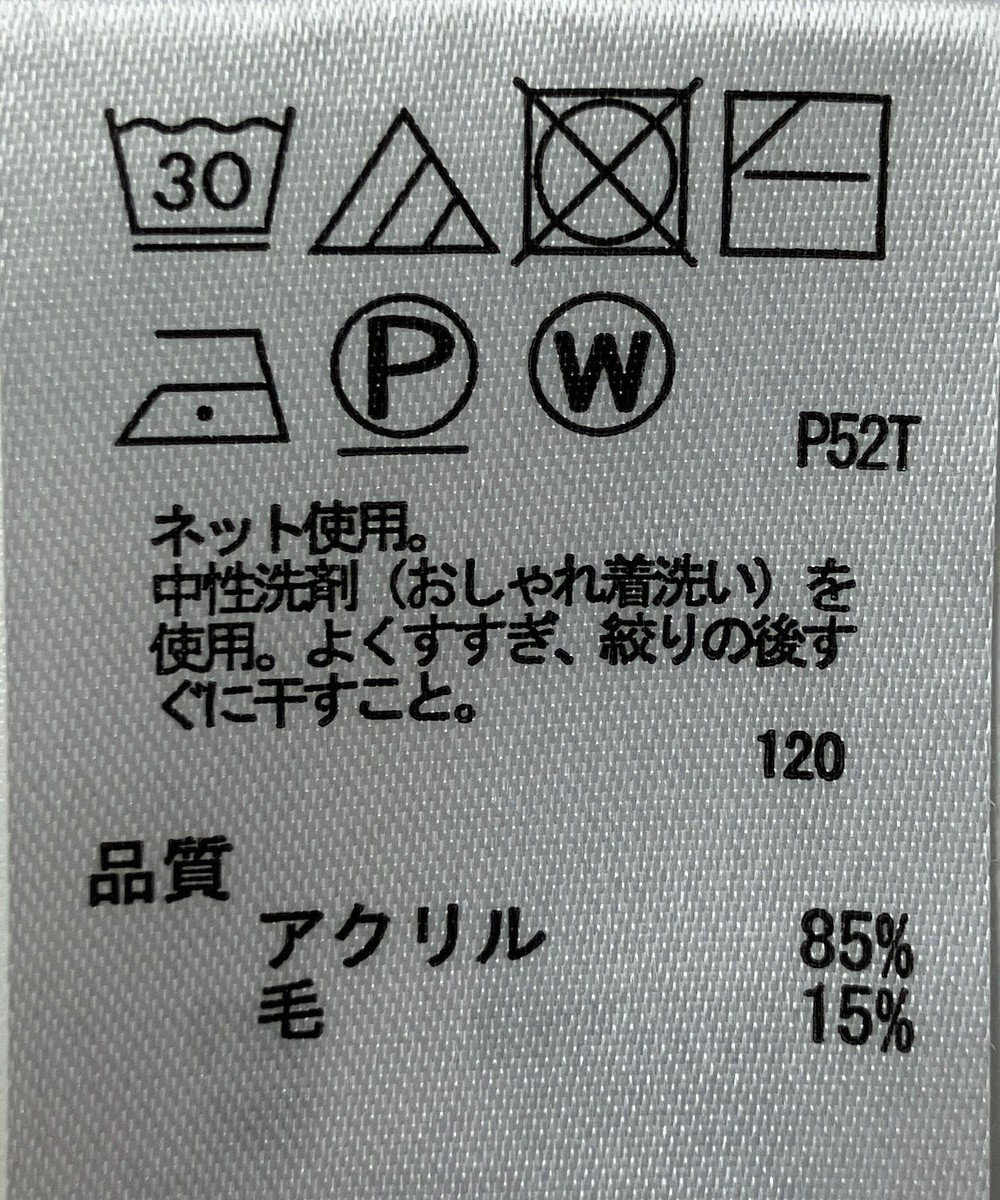 30
P W
P52T
ネット使用。
中性洗剤（おしゃれ着洗い）を
使用。よくすすぎ、絞りの後す
ぐに干すこと。
120
品質
アクリル 85%
毛 15%